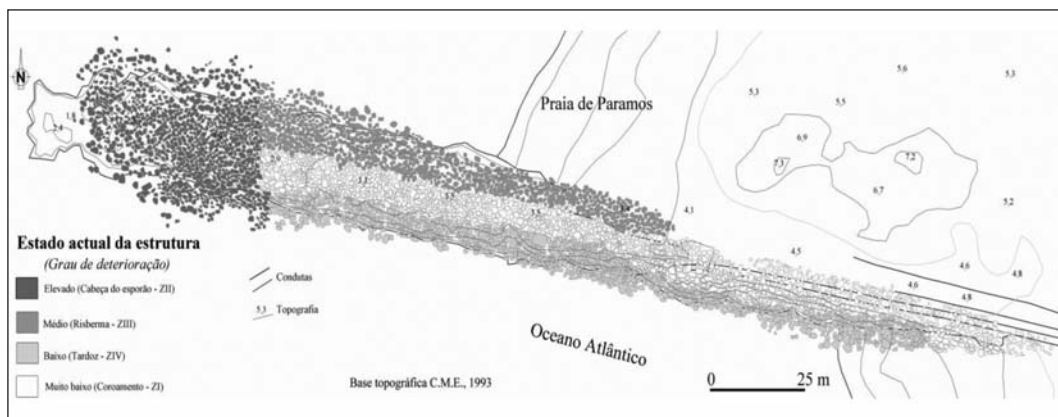 N
Praia de Paramos
5,6
5,3
5,3
5,5
6,9
7,3
7,2
6,7
5,2
4,5
4,6
4,8
4,6
4,8
3,5
Estado actual da estrutura
(Grau de deterioração)
Elevado (Cabeça do esporão - ZII)
Médio (Risberma - ZIII)
Baixo (Tardoz - ZIV)
Muito baixo (Coroamento - ZI)
Condutas
5,3 Topografia
Oceano Atlântico
Base topográfica C.M.E., 1993
0 25 m